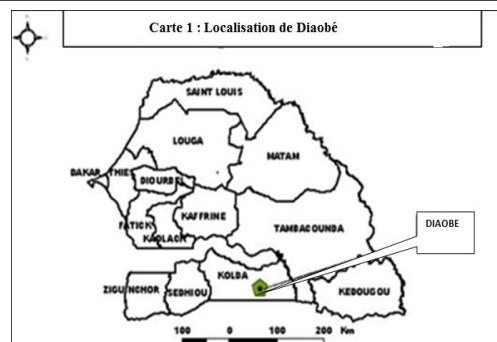 Carte 1 : Localisation de Diaobé
SAINT LOUIS
LOUGA
MATAM
DAKAR
THIES
DIOURBEL
FATICK
KAOLACK
KAFFRINE
TAMBACOUNDA
DIAOBE
ZIGUINCHOR
SEDHIOU
KOLDA
KEDOUGOU
100 0 100 200 Km